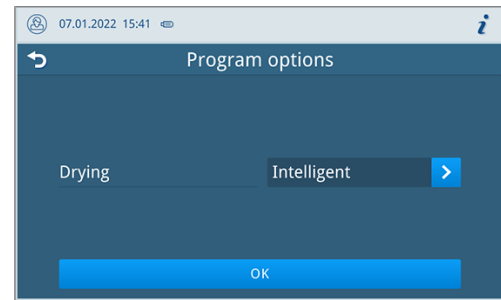 07.01.2022 15:41
i
Program options
Drying Intelligent
OK